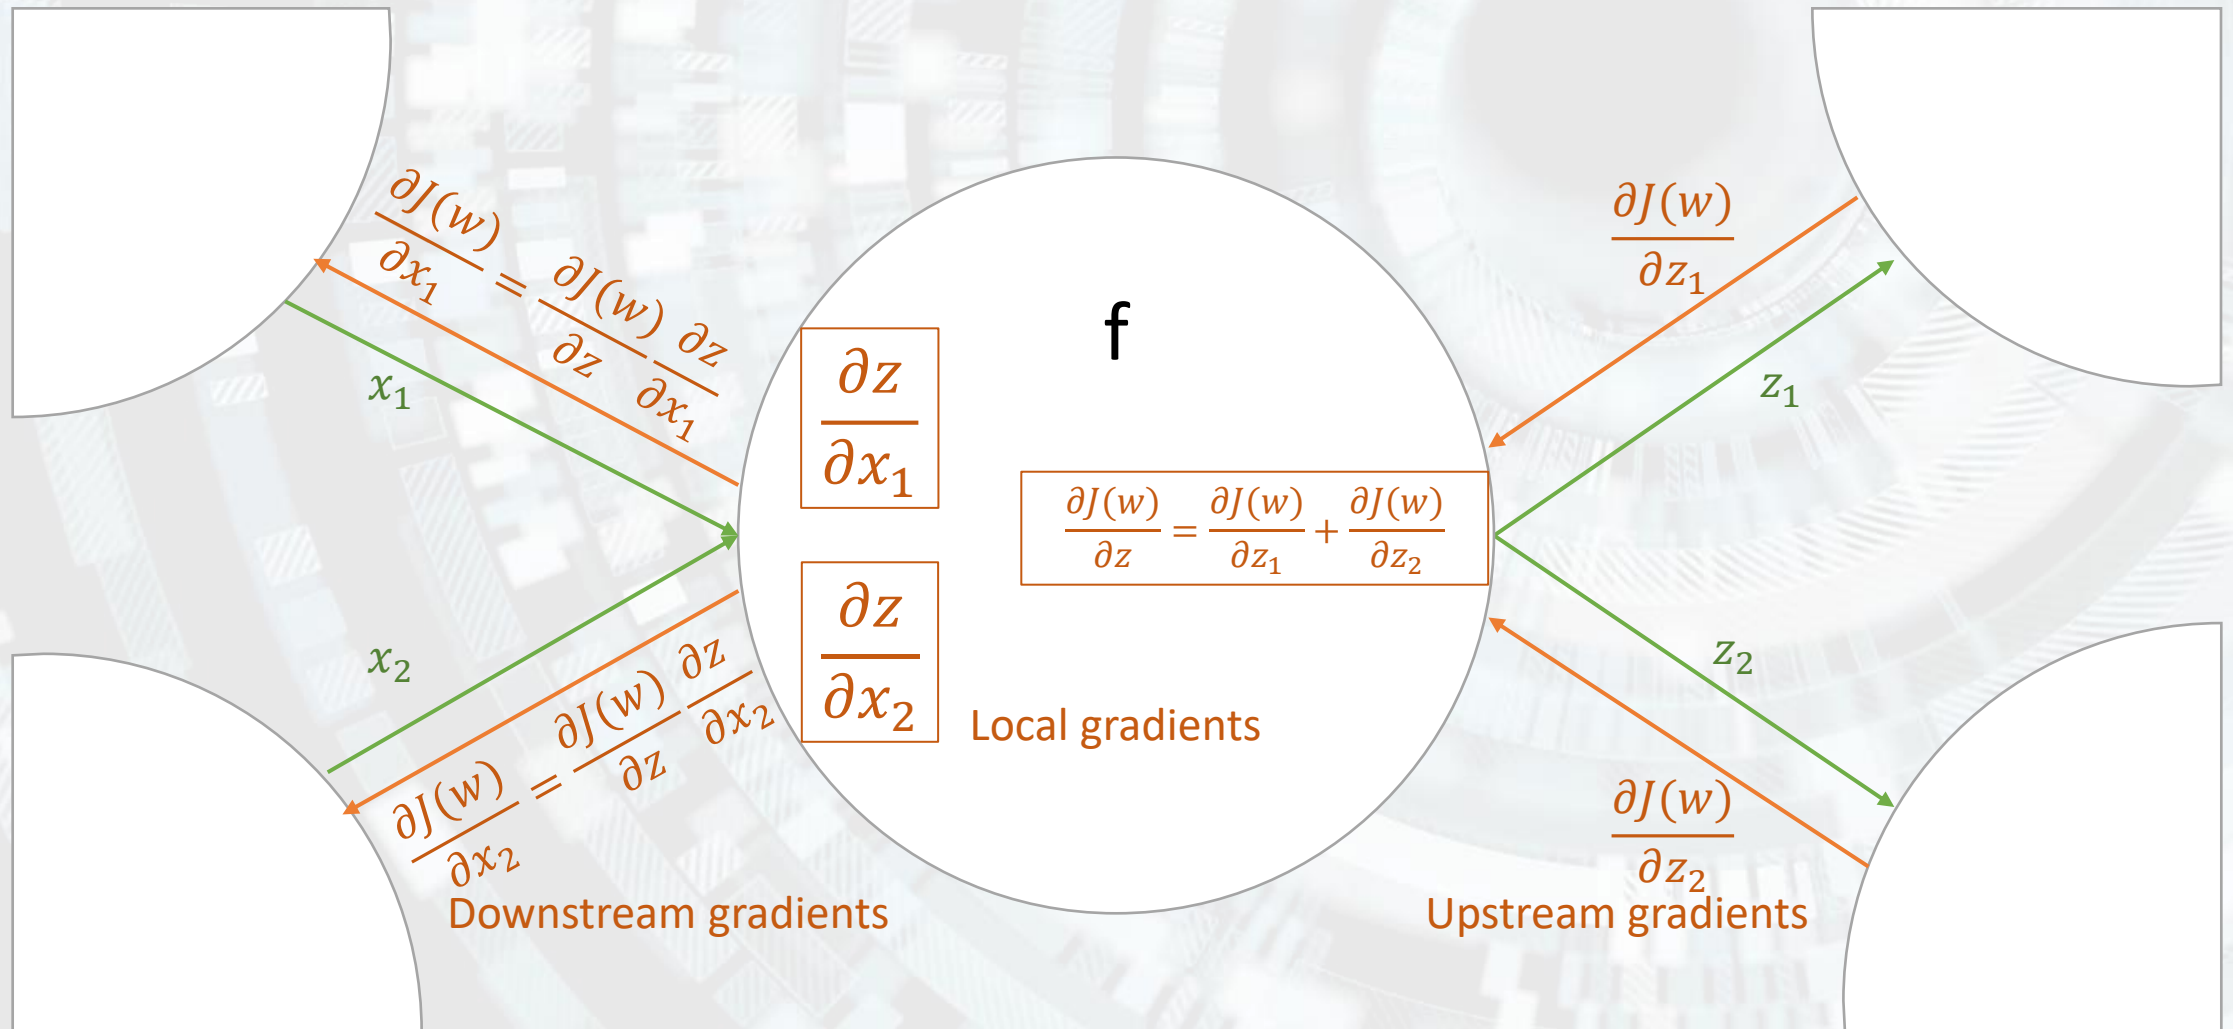 ∂J(w)/∂x₁ = ∂J(w)/∂z ∂z/∂x₁
x₁
x₂
∂J(w)/∂x₂ = ∂J(w)/∂z ∂z/∂x₂
Downstream gradients
f
∂z/∂x₁
∂J(w)/∂z = ∂J(w)/∂z₁ + ∂J(w)/∂z₂
∂z/∂x₂
Local gradients
∂J(w)/∂z₁
z₁
z₂
∂J(w)/∂z₂
Upstream gradients